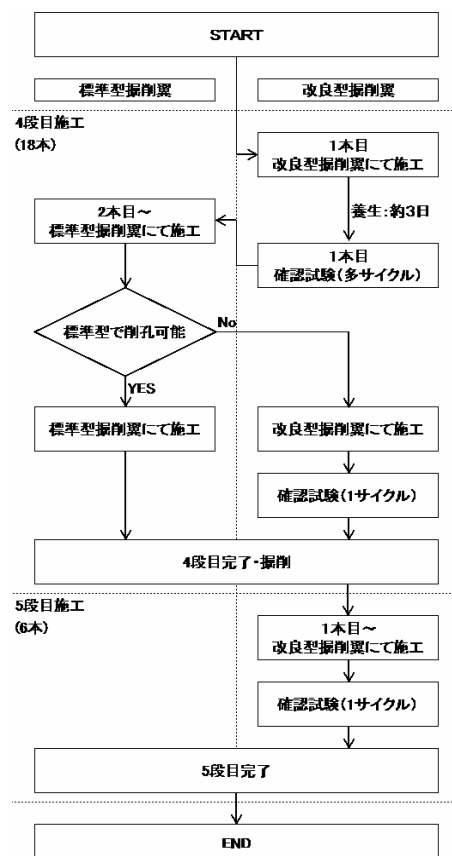 START
標準型掘削翼
改良型掘削翼
4段目施工
(18本)
1本目
改良型掘削翼にて施工
養生:約3日
2本目~
標準型掘削翼にて施工
1本目
確認試験(多サイクル)
標準型で削孔可能
No
YES
標準型掘削翼にて施工
改良型掘削翼にて施工
確認試験(1サイクル)
4段目完了・掘削
5段目施工
(6本)
1本目~
改良型掘削翼にて施工
確認試験(1サイクル)
5段目完了
END